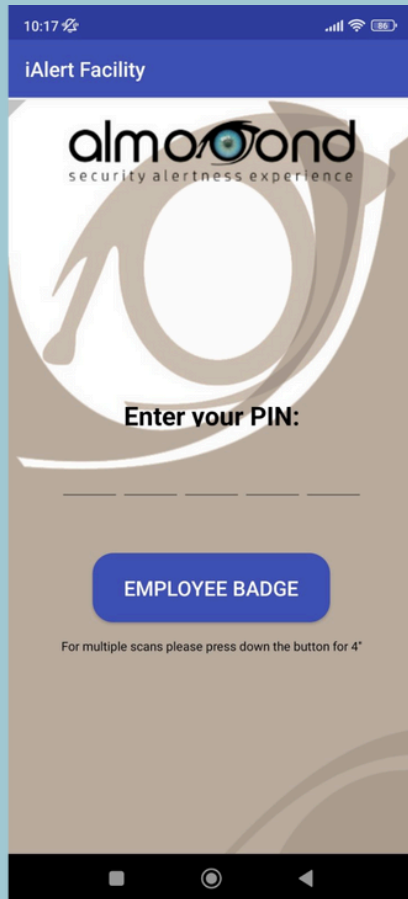 10:17
86
iAlert Facility
almond
security alertness experience
Enter your PIN:
EMPLOYEE BADGE
For multiple scans please press down the button for 4"